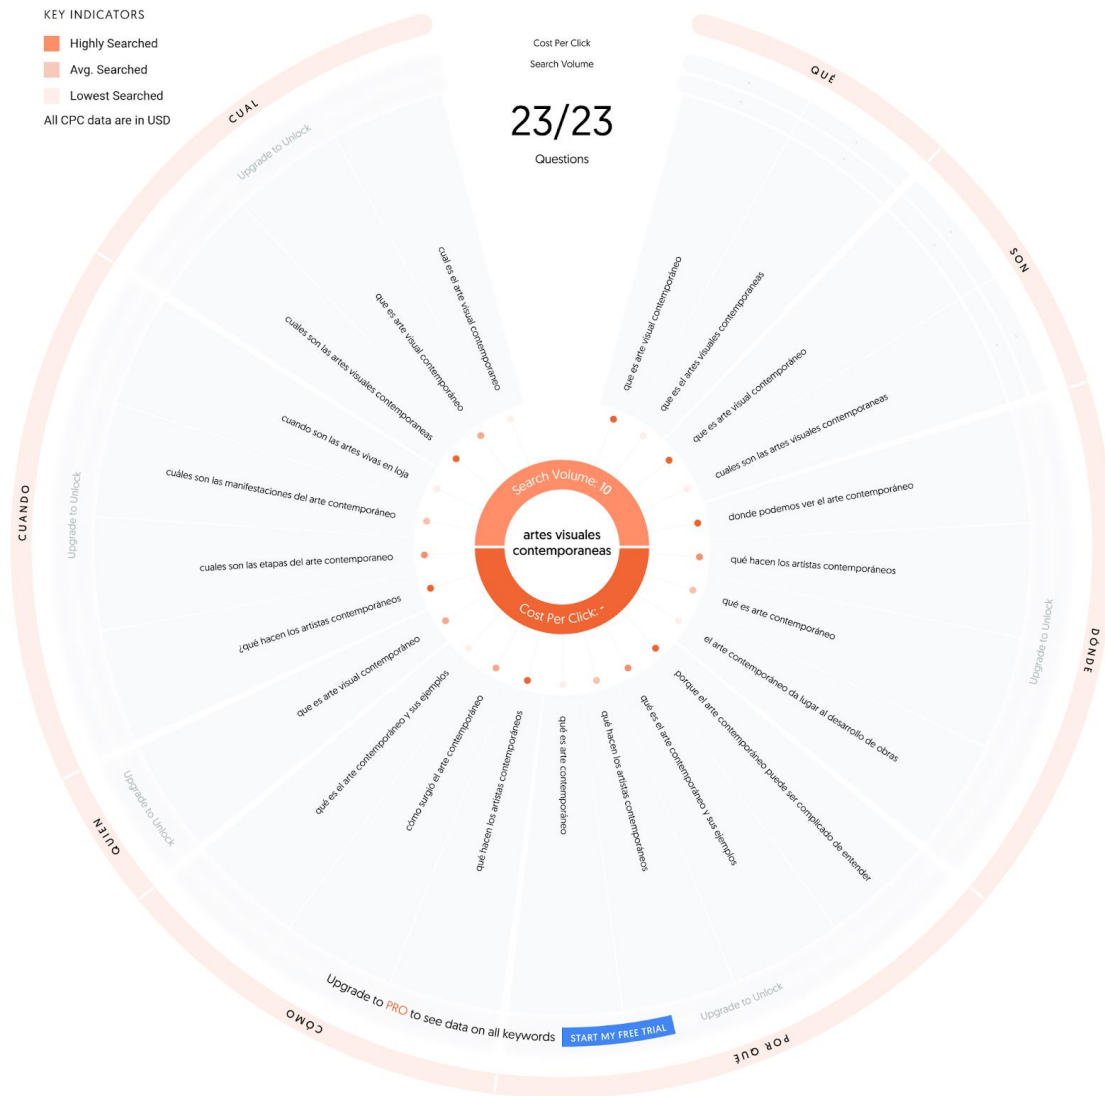 KEY INDICATORS
Highly Searched
Avg. Searched
Lowest Searched
All CPC data are in USD
Cost Per Click
Search Volume
23/23
Questions
QUÉ
que es arte visual contemporáneo
que es el artes visuales contemporaneas
SON
que es arte visual contemporáneo
cuales son las artes visuales contemporaneas
DÓNDE
Upgrade to Unlock
donde podemos ver el arte contemporáneo
qué hacen los artistas contemporáneos
qué es arte contemporáneo
el arte contemporáneo da lugar al desarrollo de obras
POR QUÉ
Upgrade to Unlock
porque el arte contemporáneo puede ser complicado de entender
qué es el arte contemporáneo y sus ejemplos
qué hacen los artistas contemporáneos
qué es arte contemporáneo
CÓMO
qué hacen los artistas contemporáneos
cómo surgió el arte contemporáneo
qué es el arte contemporáneo y sus ejemplos
QUIEN
Upgrade to Unlock
que es arte visual contemporáneo
CUANDO
Upgrade to Unlock
¿qué hacen los artistas contemporáneos
cuales son las etapas del arte contemporaneo
cuáles son las manifestaciones del arte contemporáneo
cuando son las artes vivas en loja
CUAL
Upgrade to Unlock
cuales son las artes visuales contemporaneas
que es arte visual contemporáneo
cual es el arte visual contemporaneo
Search Volume: 10
artes visuales
contemporaneas
Cost Per Click: -
Upgrade to PRO to see data on all keywords
START MY FREE TRIAL